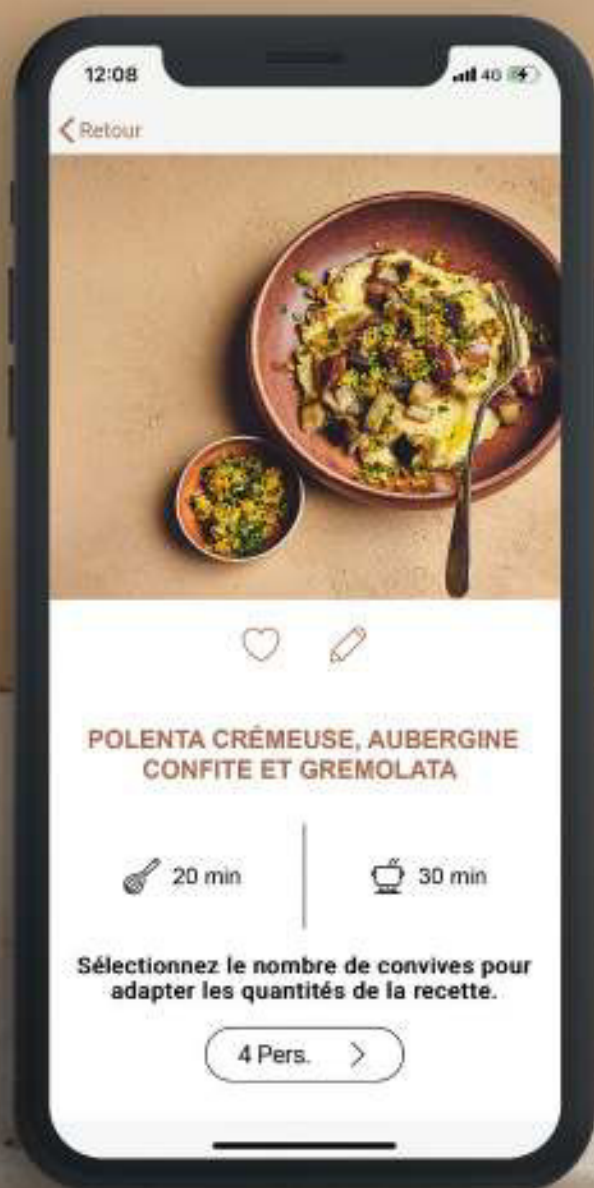 12:08
4G
Retour
POLENTA CRÉMEUSE, AUBERGINE
CONFITE ET GREMOLATA
20 min
30 min
Sélectionnez le nombre de convives pour
adapter les quantités de la recette.
4 Pers.